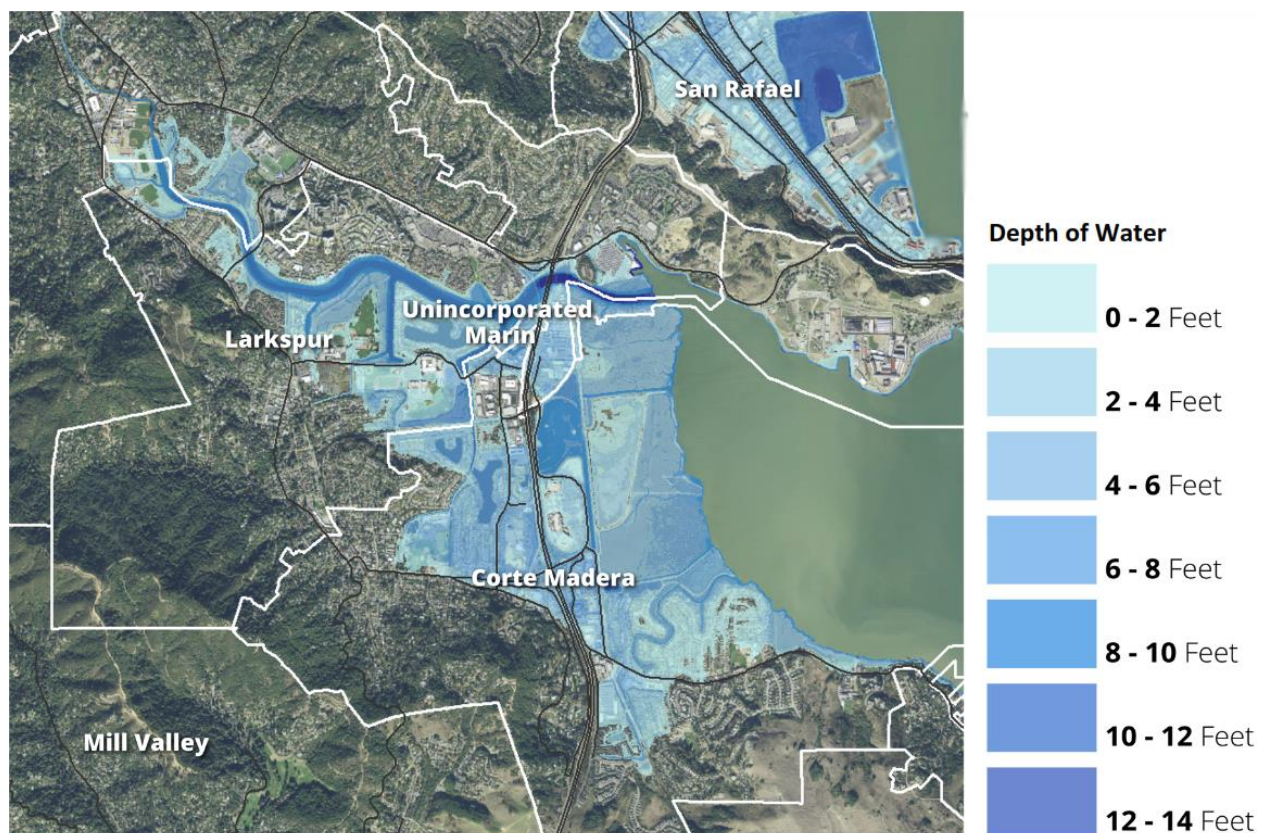 San Rafael
Unincorporated
Marin
Larkspur
Corte Madera
Mill Valley
Depth of Water
0 - 2 Feet
2 - 4 Feet
4 - 6 Feet
6 - 8 Feet
8 - 10 Feet
10 - 12 Feet
12 - 14 Feet